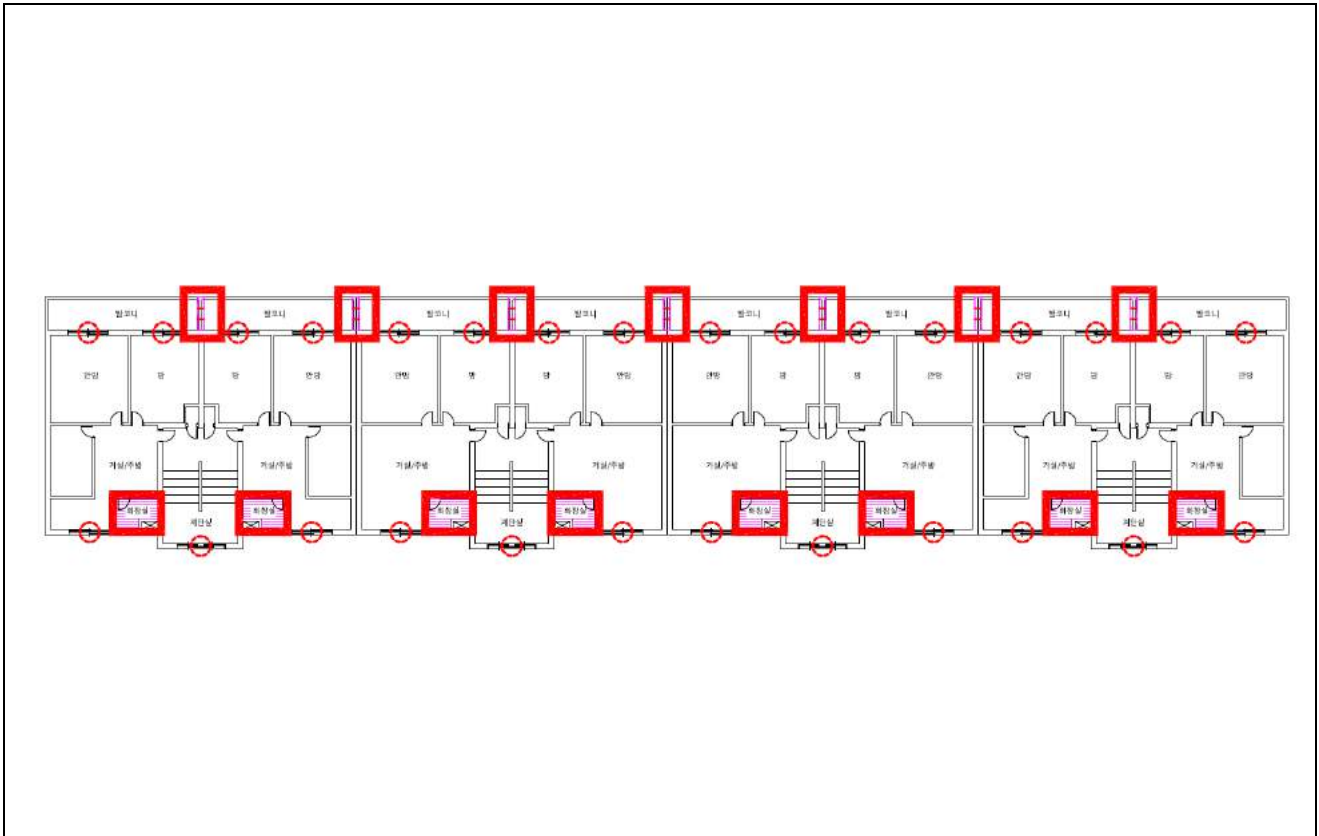 발코니 발코니 발코니 발코니 발코니 발코니 발코니 발코니
안방 방 방 안방 안방 방 방 안방 안방 방 방 안방 안방 방 방 안방
거실/주방 거실/주방 거실/주방 거실/주방 거실/주방 거실/주방 거실/주방 거실/주방
화장실 화장실 화장실 화장실 화장실 화장실 화장실 화장실
계단실 계단실 계단실 계단실